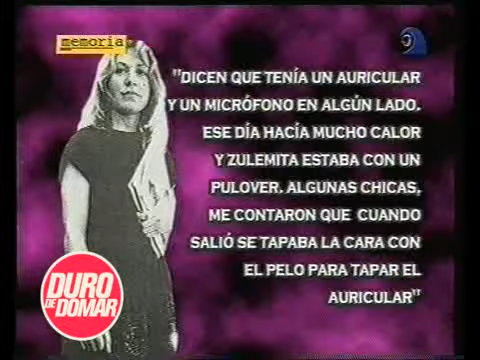 memoria
"DICEN QUE TENÍA UN AURICULAR
Y UN MICRÓFONO EN ALGÚN LADO.
ESE DÍA HACÍA MUCHO CALOR
Y ZULEMITA ESTABA CON UN
PULOVER. ALGUNAS CHICAS,
ME CONTARON QUE CUANDO
SALIÓ SE TAPABA LA CARA CON
EL PELO PARA TAPAR EL
AURICULAR"
DURO
DE DOMAR